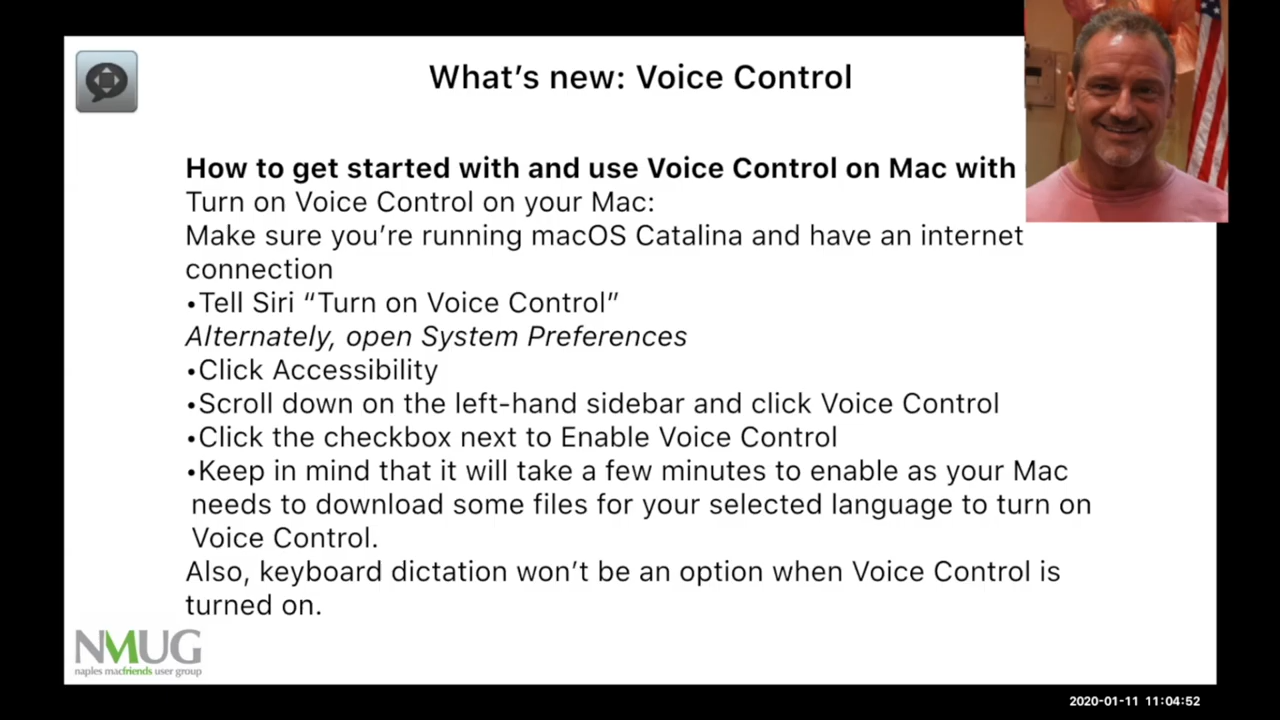 What's new: Voice Control
How to get started with and use Voice Control on Mac with
Turn on Voice Control on your Mac:
Make sure you're running macOS Catalina and have an internet
connection
•Tell Siri “Turn on Voice Control”
Alternately, open System Preferences
•Click Accessibility
•Scroll down on the left-hand sidebar and click Voice Control
•Click the checkbox next to Enable Voice Control
•Keep in mind that it will take a few minutes to enable as your Mac
needs to download some files for your selected language to turn on
Voice Control.
Also, keyboard dictation won't be an option when Voice Control is
turned on.
NMUG
naples macfriends user group
2020-01-11 11:04:52